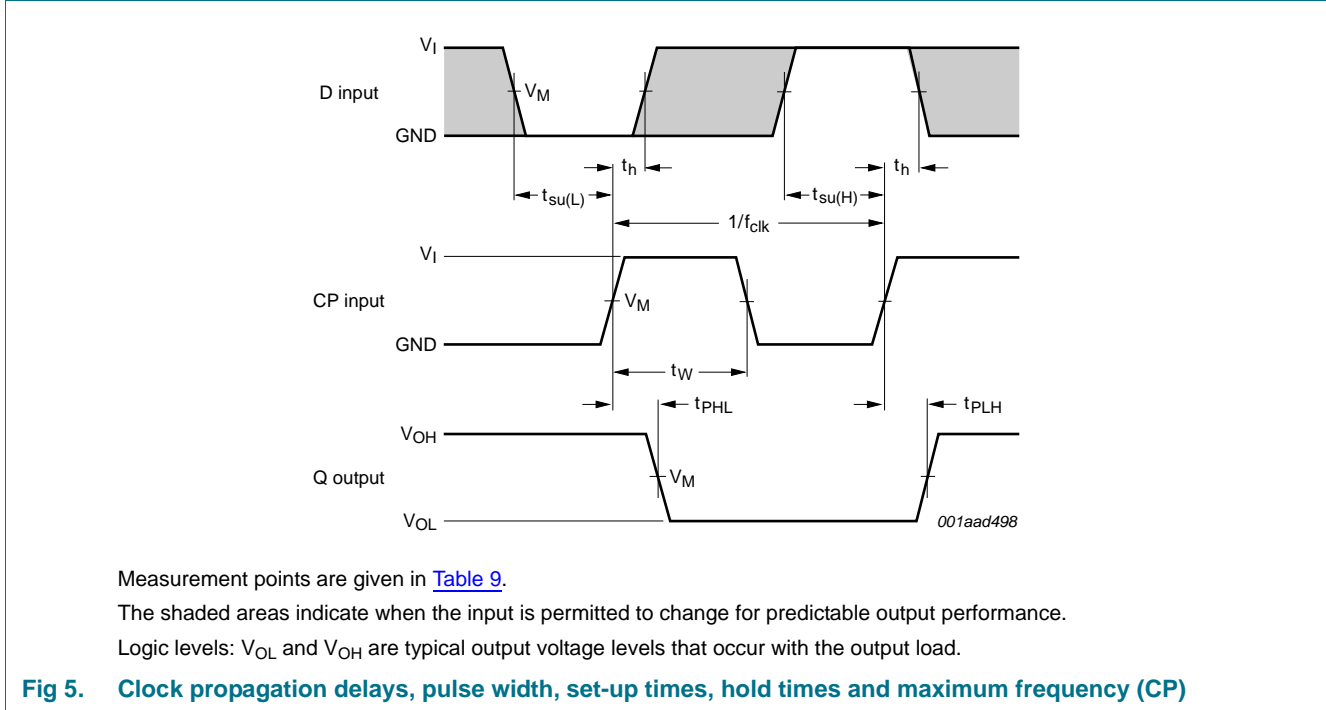 V_I
D input
V_M
GND
t_h
t_h
t_su(L)
t_su(H)
1/f_clk
V_I
CP input
V_M
GND
t_W
t_PHL
t_PLH
V_OH
Q output
V_M
V_OL
001aad498
Measurement points are given in Table 9.
The shaded areas indicate when the input is permitted to change for predictable output performance.
Logic levels: V_OL and V_OH are typical output voltage levels that occur with the output load.
Fig 5. Clock propagation delays, pulse width, set-up times, hold times and maximum frequency (CP)